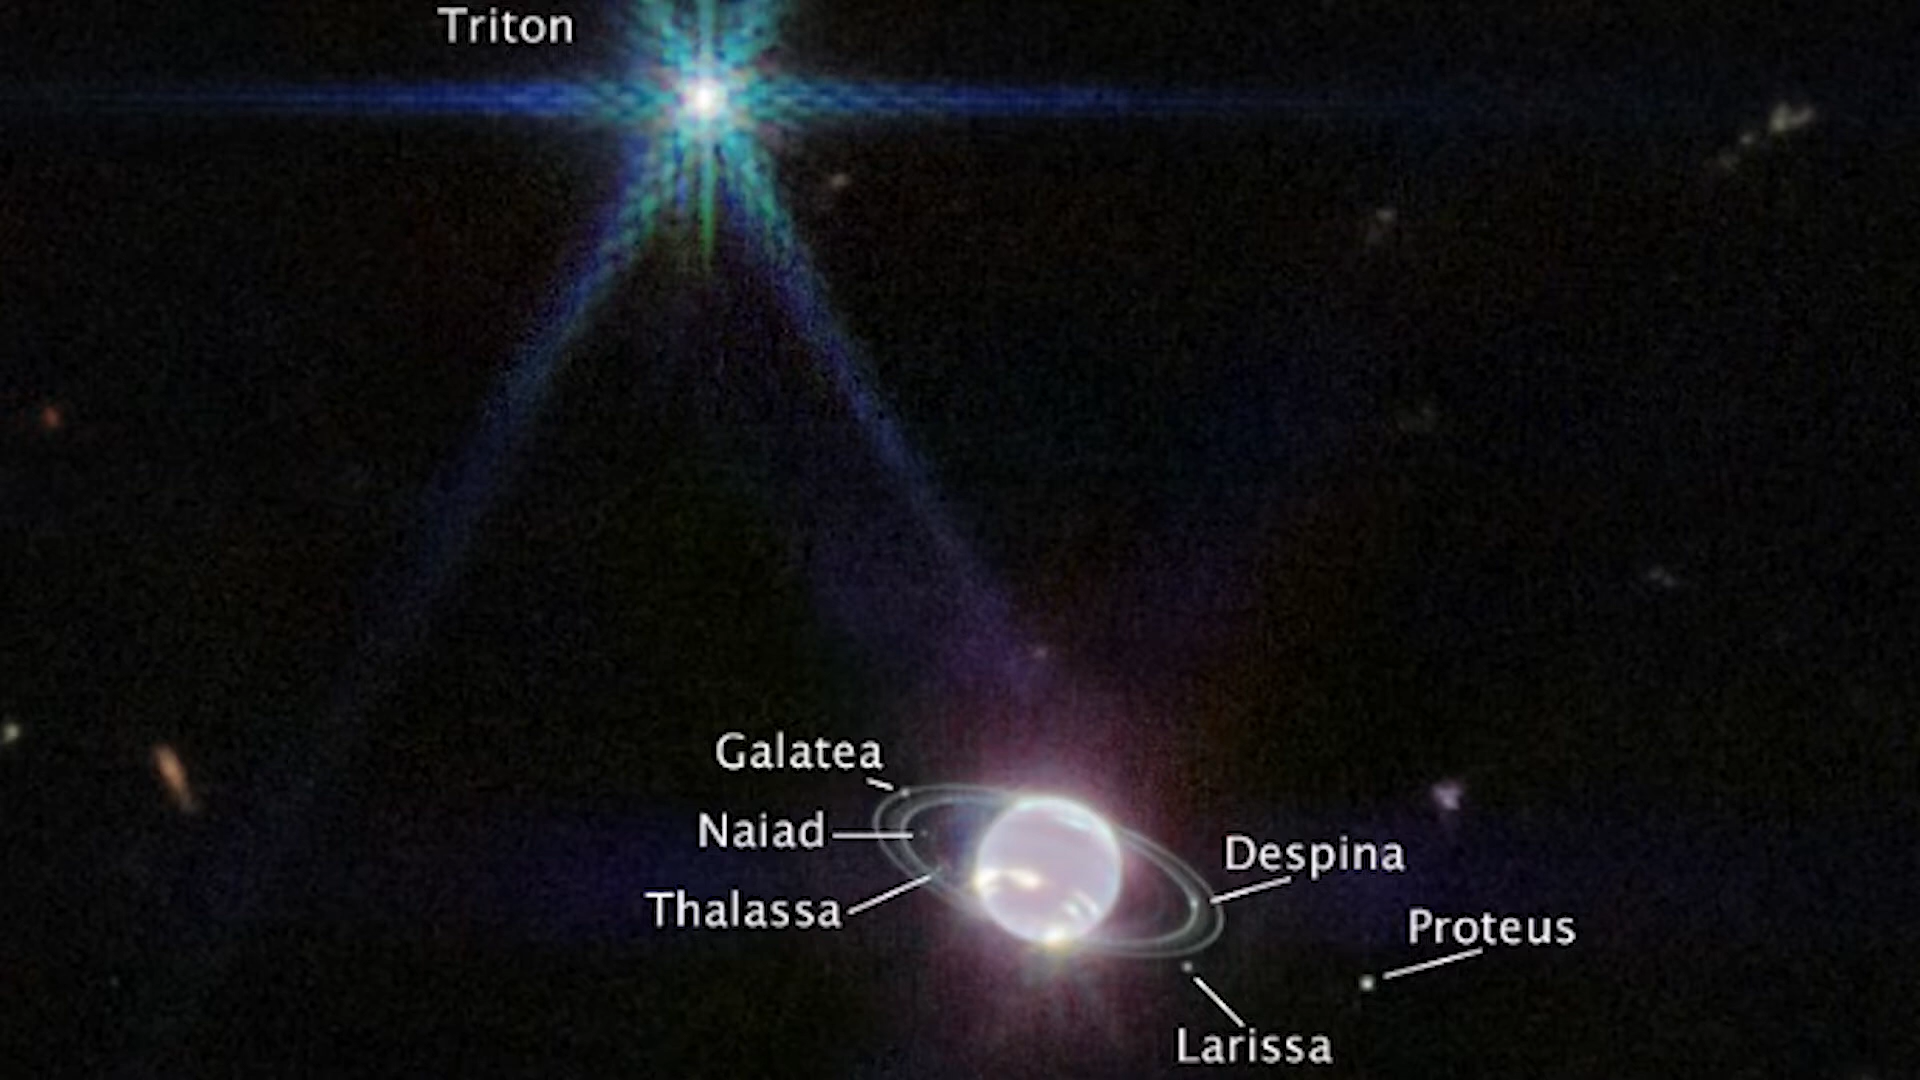 Triton
Galatea
Naiad
Thalassa
Despina
Proteus
Larissa